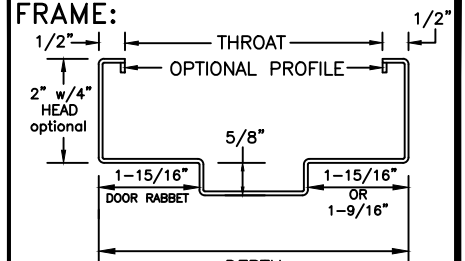 FRAME:
1/2"
THROAT
1/2"
OPTIONAL PROFILE
2" w/4"
HEAD
optional
5/8"
1-15/16"
DOOR RABBET
1-15/16"
OR
1-9/16"